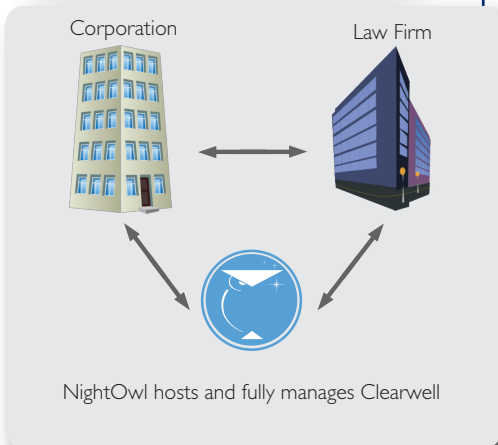 Corporation
Law Firm
NightOwl hosts and fully manages Clearwell